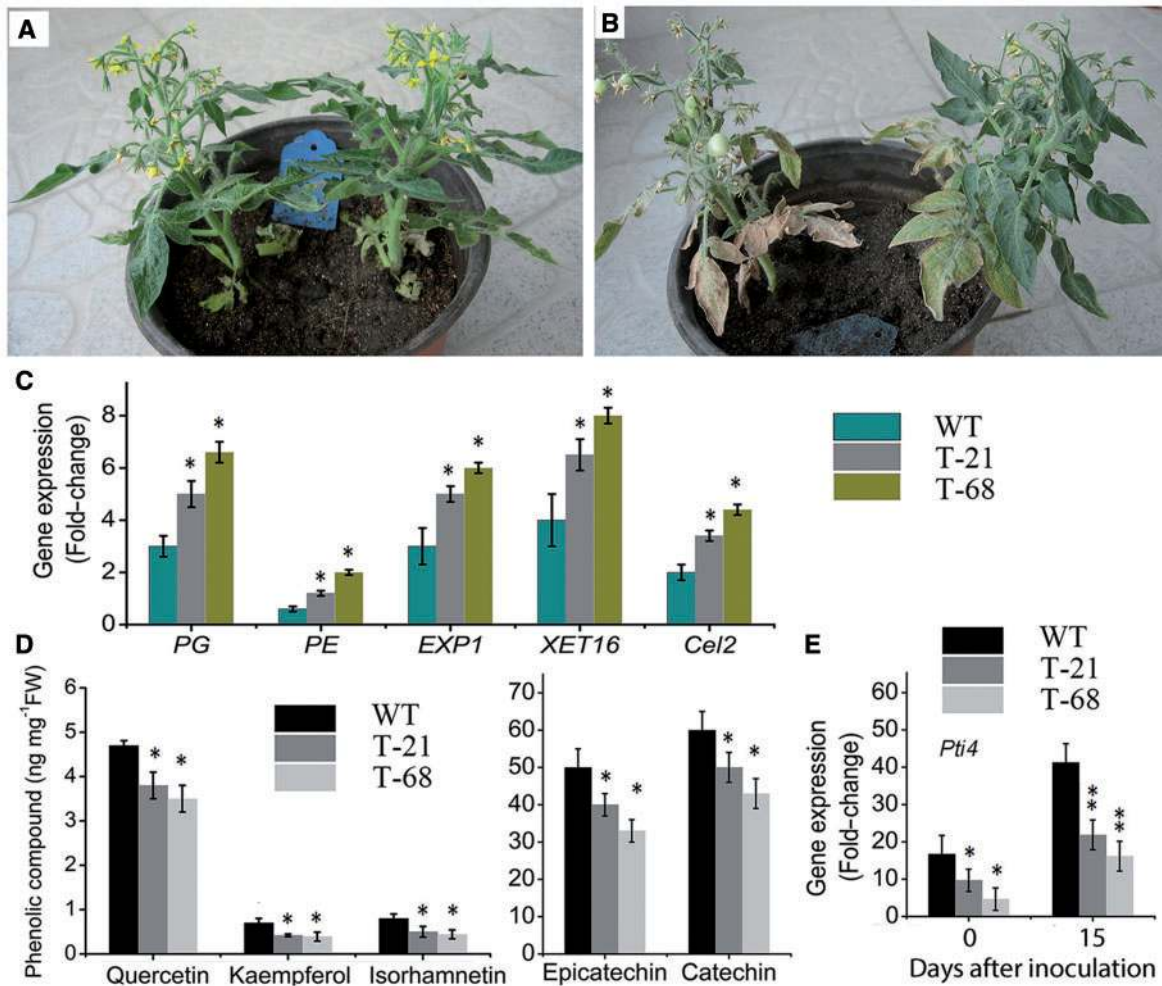 A
B
C
Gene expression
(Fold-change)
8
6
4
2
0
PG PE EXP1 XET16 Cel2
WT
T-21
T-68
D
Phenolic compound (ng mg⁻¹FW)
6
5
4
3
2
1
0
WT
T-21
T-68
Quercetin Kaempferol Isorhamnetin
70
60
50
40
30
20
10
0
Epicatechin Catechin
E
WT
T-21
T-68
Pti4
Gene expression
(Fold-change)
60
50
40
30
20
10
0
0 15
Days after inoculation